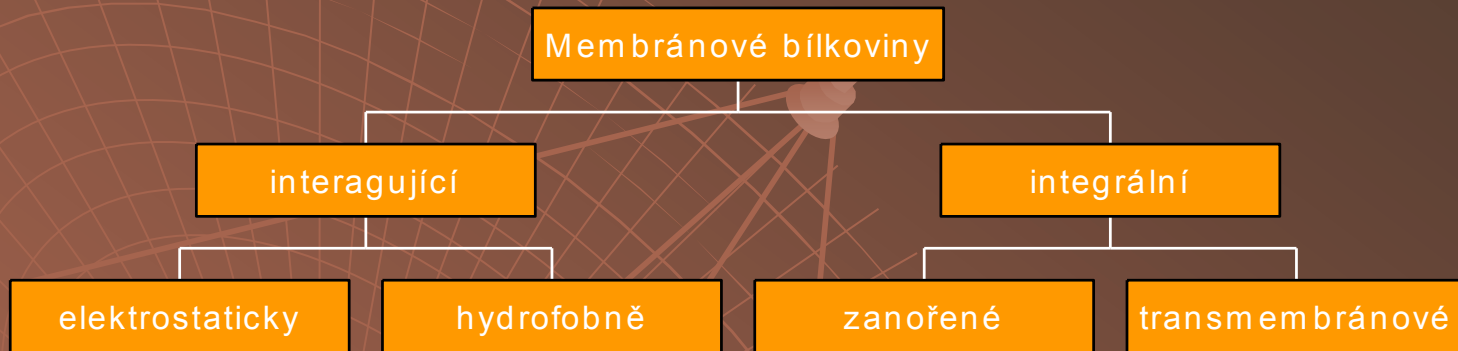 Membránové bílkoviny
interagující
integrální
elektrostaticky
hydrofobně
zanořené
transmembránové